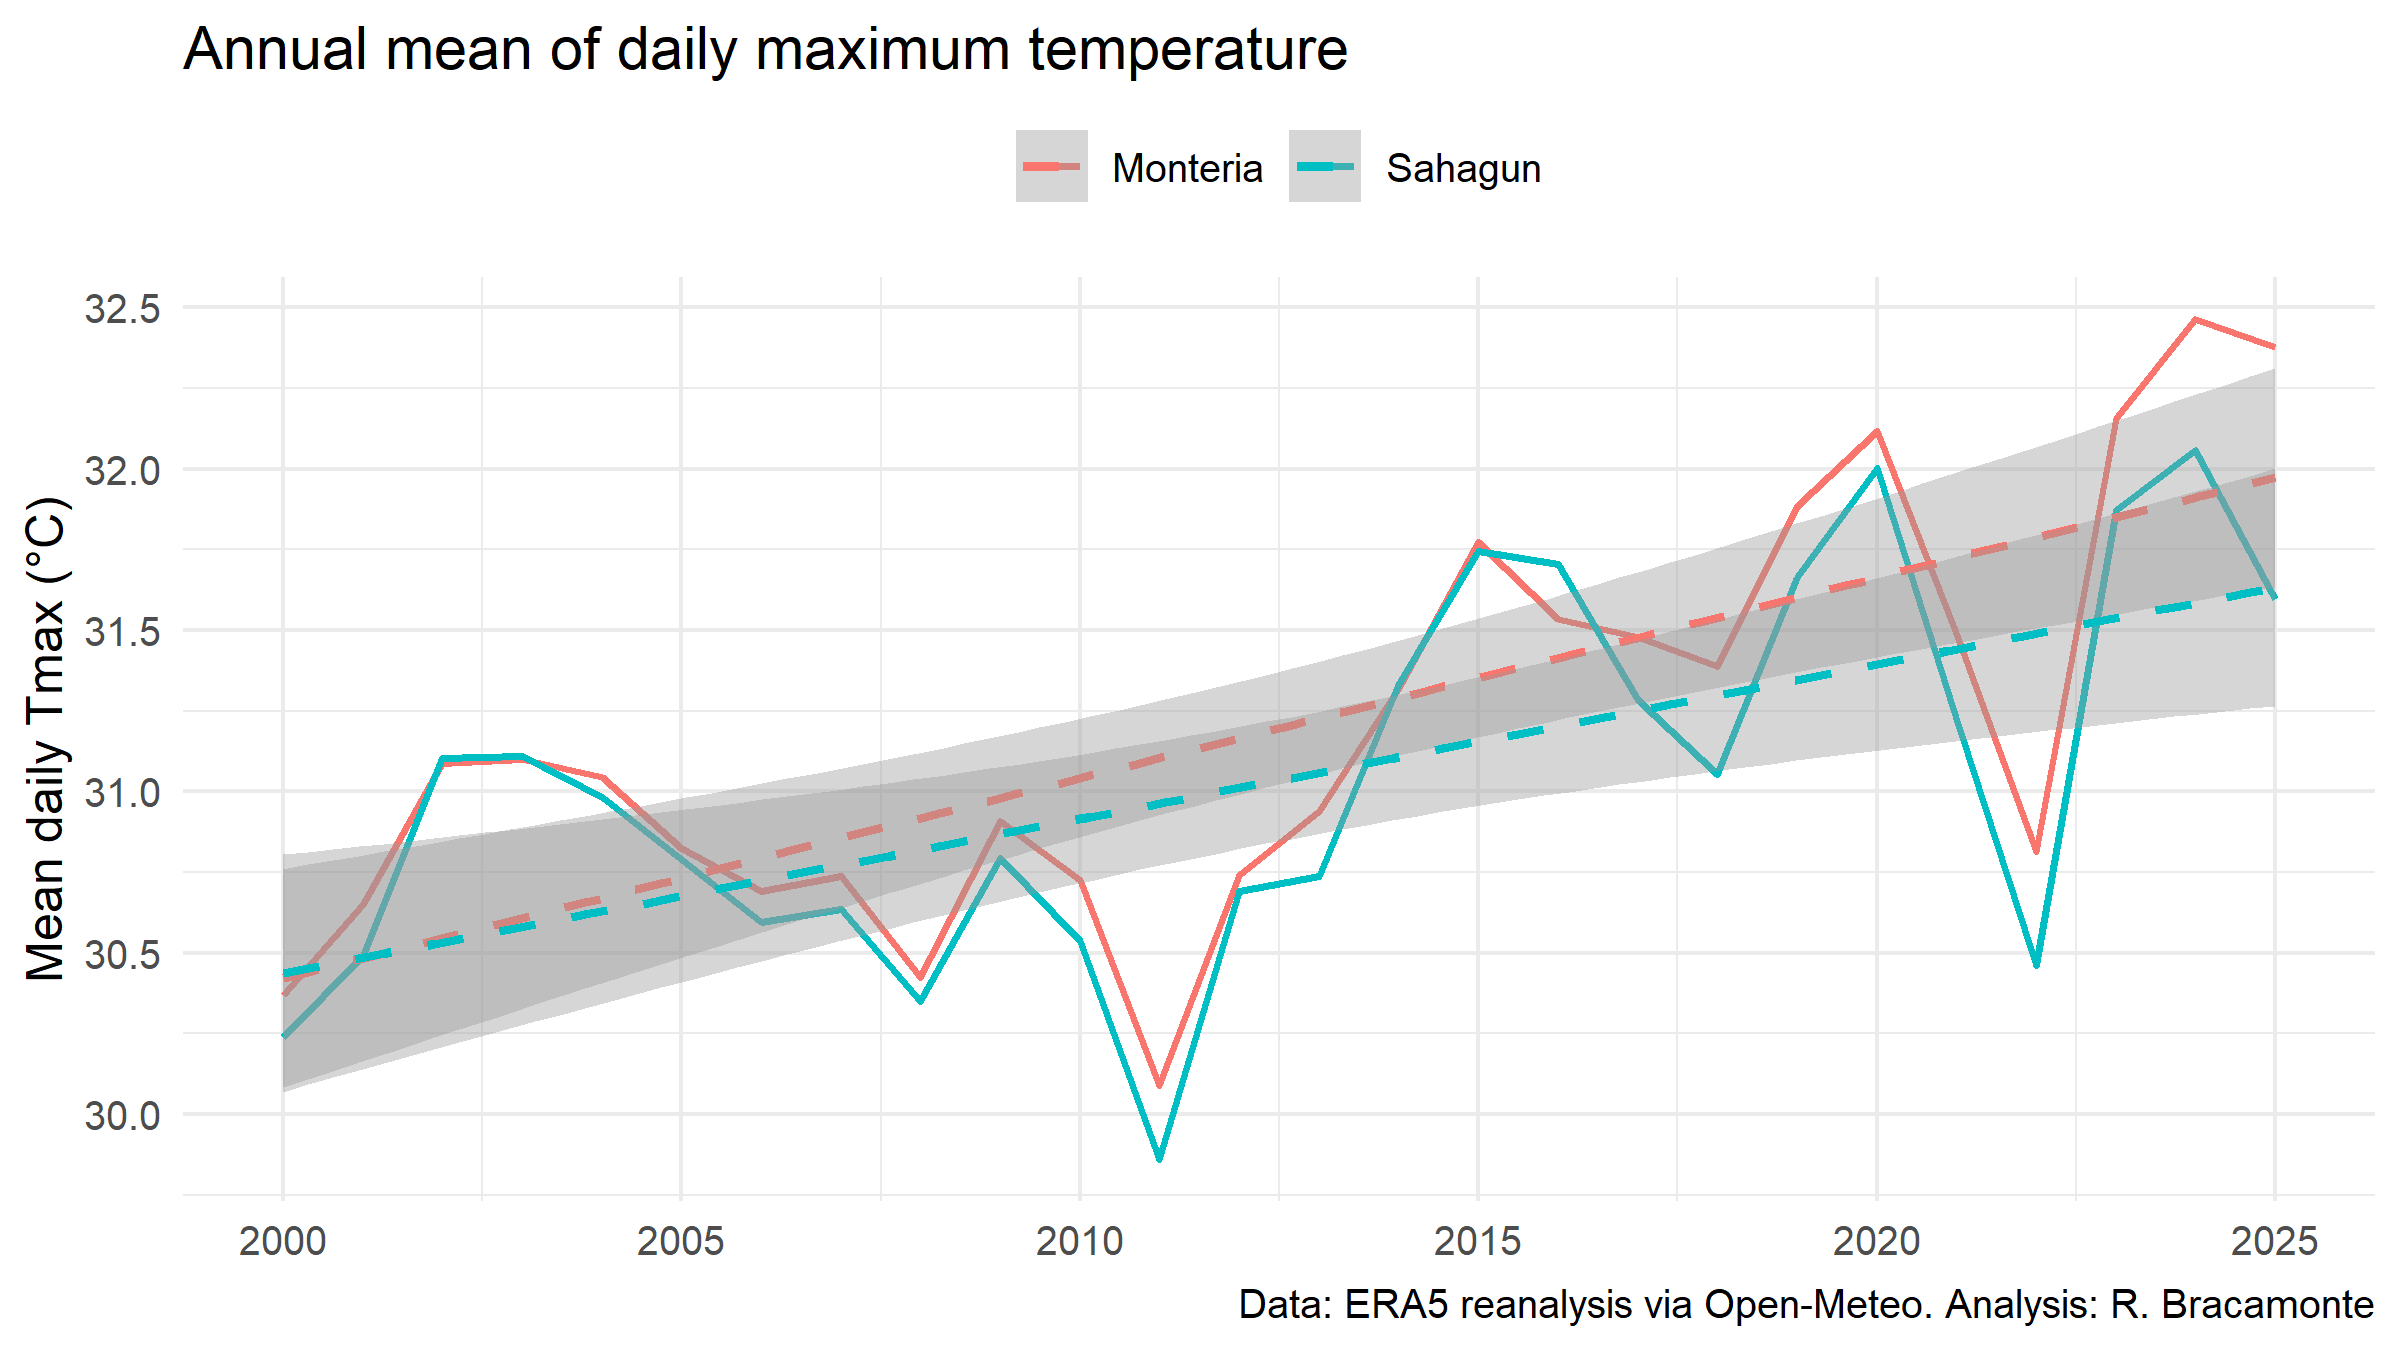 Annual mean of daily maximum temperature
Monteria
Sahagun
Mean daily Tmax (°C)
32.5
32.0
31.5
31.0
30.5
30.0
2000 2005 2010 2015 2020 2025
Data: ERA5 reanalysis via Open-Meteo. Analysis: R. Bracamonte